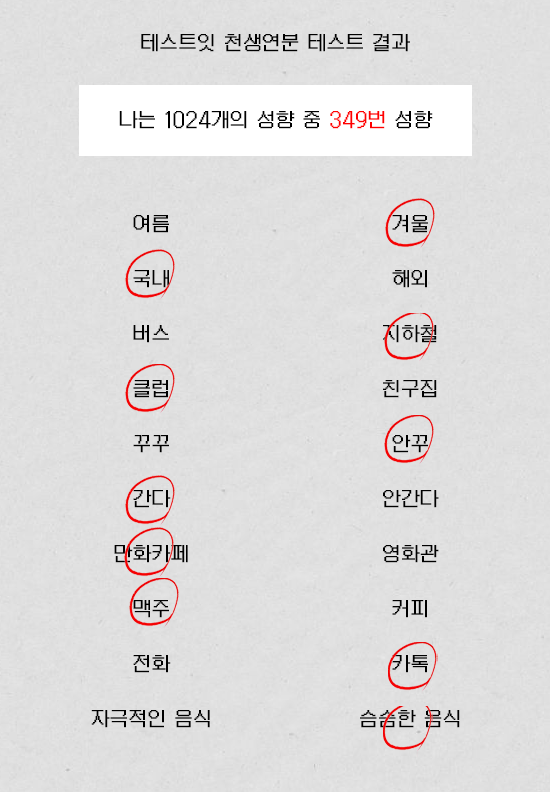 테스트잇 천생연분 테스트 결과
나는 1024개의 성향 중 349번 성향
여름 겨울
국내 해외
버스 지하철
클럽 친구집
꾸꾸 안꾸
간다 안간다
만화카페 영화관
맥주 커피
전화 카톡
자극적인 음식 슴슴한 음식